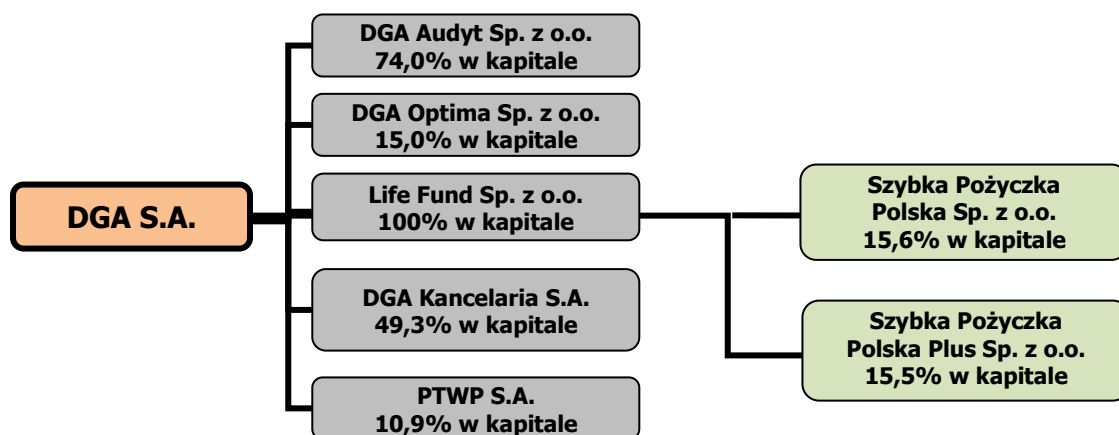 DGA S.A.
DGA Audyt Sp. z o.o.
74,0% w kapitale
DGA Optima Sp. z o.o.
15,0% w kapitale
Life Fund Sp. z o.o.
100% w kapitale
DGA Kancelaria S.A.
49,3% w kapitale
PTWP S.A.
10,9% w kapitale
Szybka Pożyczka
Polska Sp. z o.o.
15,6% w kapitale
Szybka Pożyczka
Polska Plus Sp. z o.o.
15,5% w kapitale